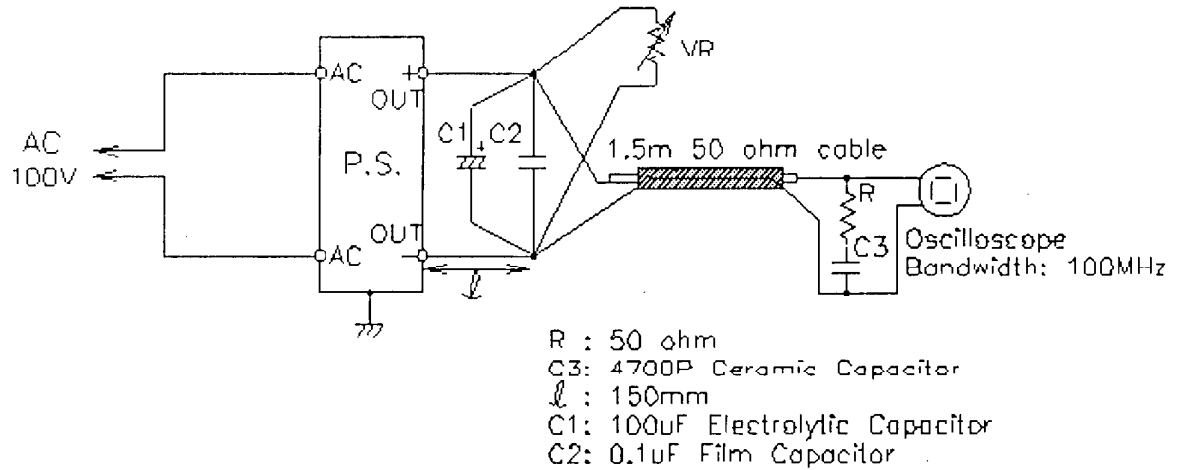 VR
AC
+
OUT
C1
+
C2
1.5m 50 ohm cable
AC
100V
P.S.
R
OUT
C3
Oscilloscope
AC
−
Bandwidth: 100MHz
ℓ
R : 50 ohm
C3: 4700P Ceramic Capacitor
ℓ : 150mm
C1: 100uF Electrolytic Capacitor
C2: 0.1uF Film Capacitor